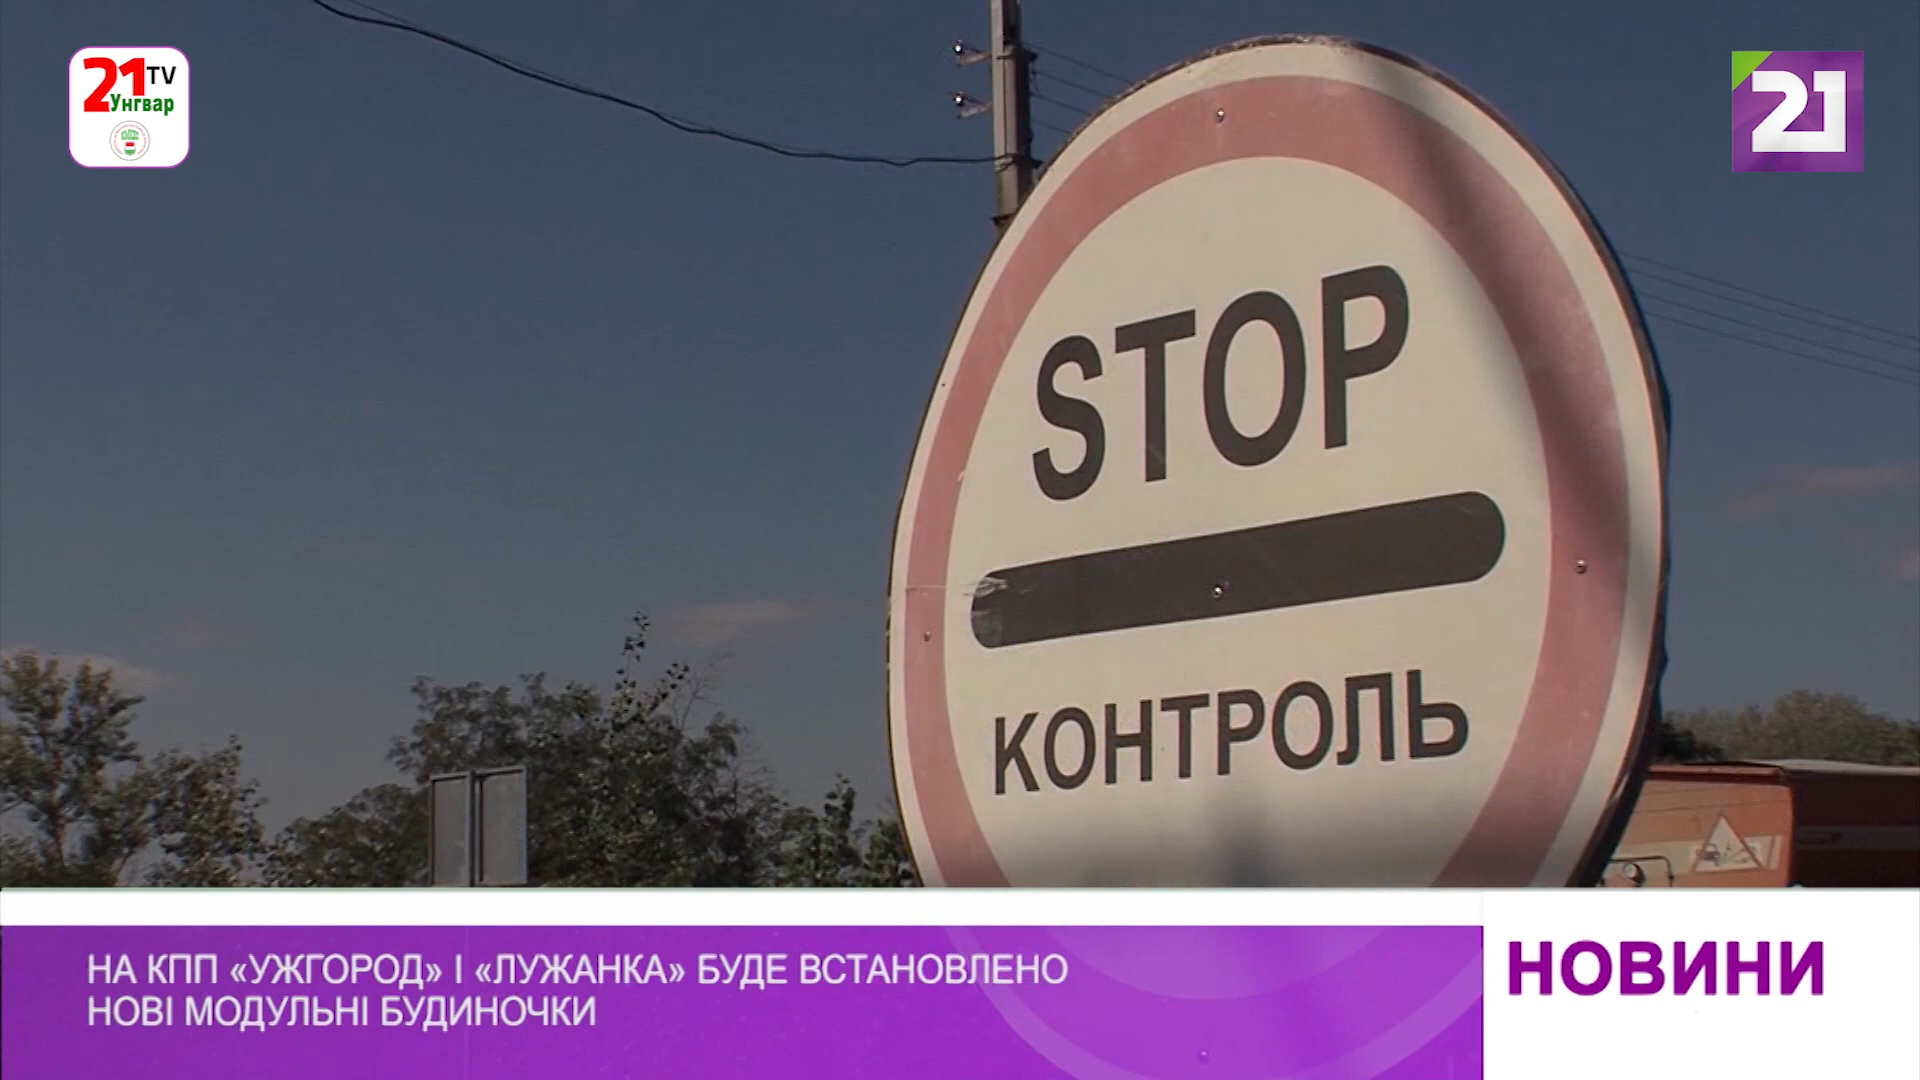 21 TV
Унгвар
21
STOP
КОНТРОЛЬ
НА КПП «УЖГОРОД» І «ЛУЖАНКА» БУДЕ ВСТАНОВЛЕНО
НОВІ МОДУЛЬНІ БУДИНОЧКИ
НОВИНИ